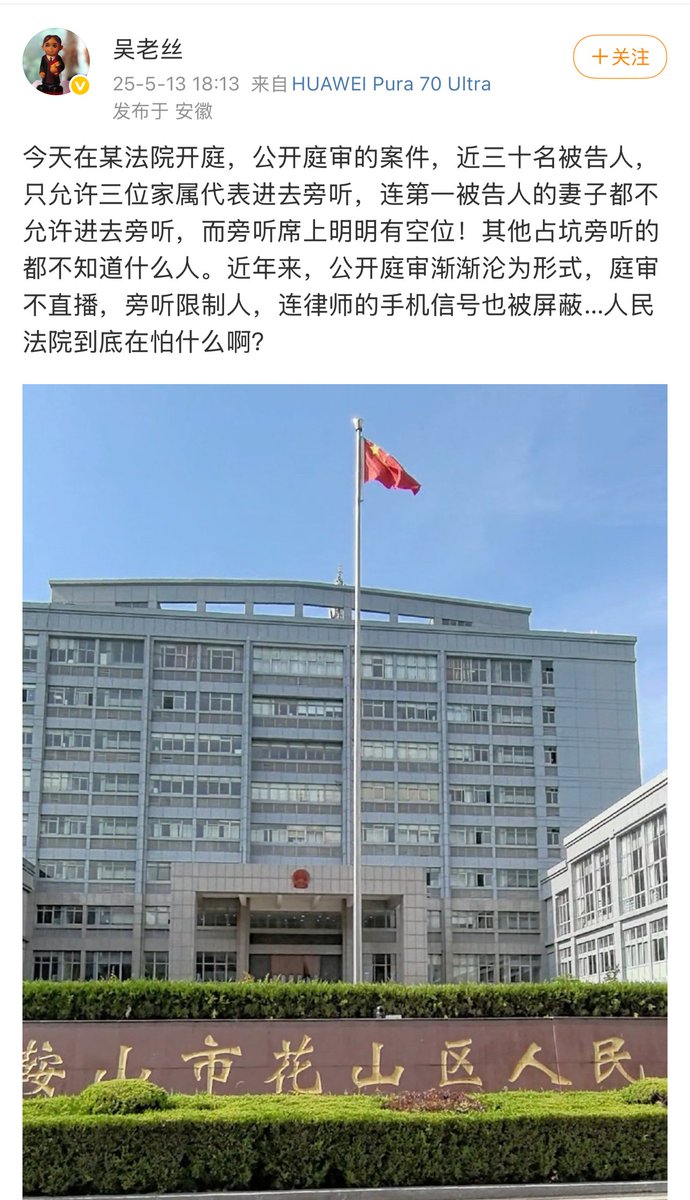 吴老丝
＋关注
25-5-13 18:13 来自 HUAWEI Pura 70 Ultra
发布于 安徽
今天在某法院开庭，公开庭审的案件，近三十名被告人，
只允许三位家属代表进去旁听，连第一被告人的妻子都不
允许进去旁听，而旁听席上明明有空位！其他占坑旁听的
都不知道什么人。近年来，公开庭审渐渐沦为形式，庭审
不直播，旁听限制人，连律师的手机信号也被屏蔽...人民
法院到底在怕什么啊？
鞍山市花山区人民